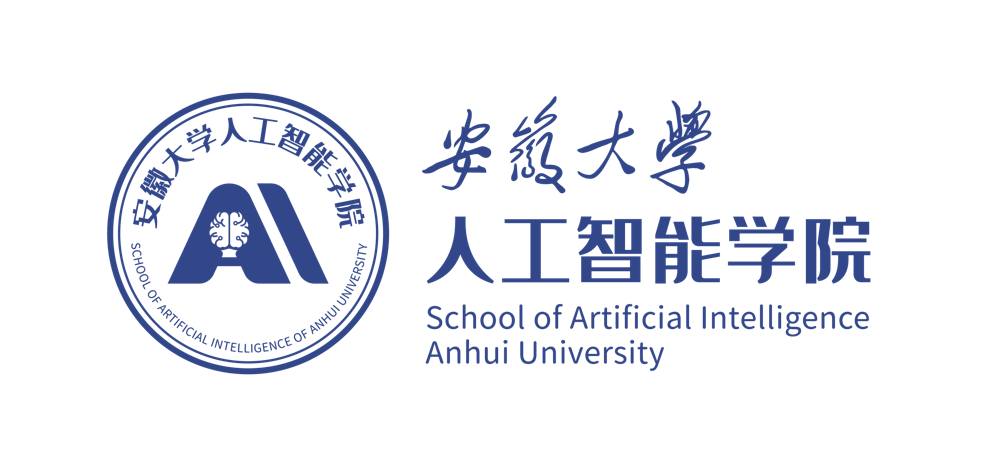 安徽大学人工智能学院
AI
SCHOOL OF ARTIFICIAL INTELLIGENCE OF ANHUI UNIVERSITY
安徽大學
人工智能学院
School of Artificial Intelligence
Anhui University